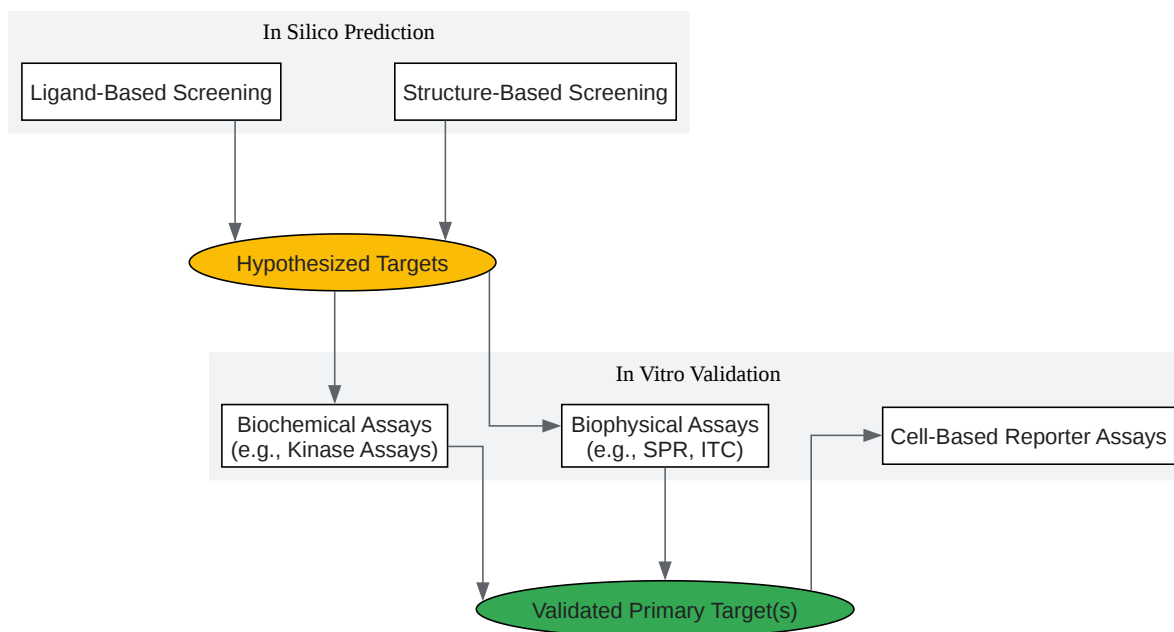 In Silico Prediction
Ligand-Based Screening
Structure-Based Screening
Hypothesized Targets
In Vitro Validation
Biochemical Assays
(e.g., Kinase Assays)
Biophysical Assays
(e.g., SPR, ITC)
Cell-Based Reporter Assays
Validated Primary Target(s)